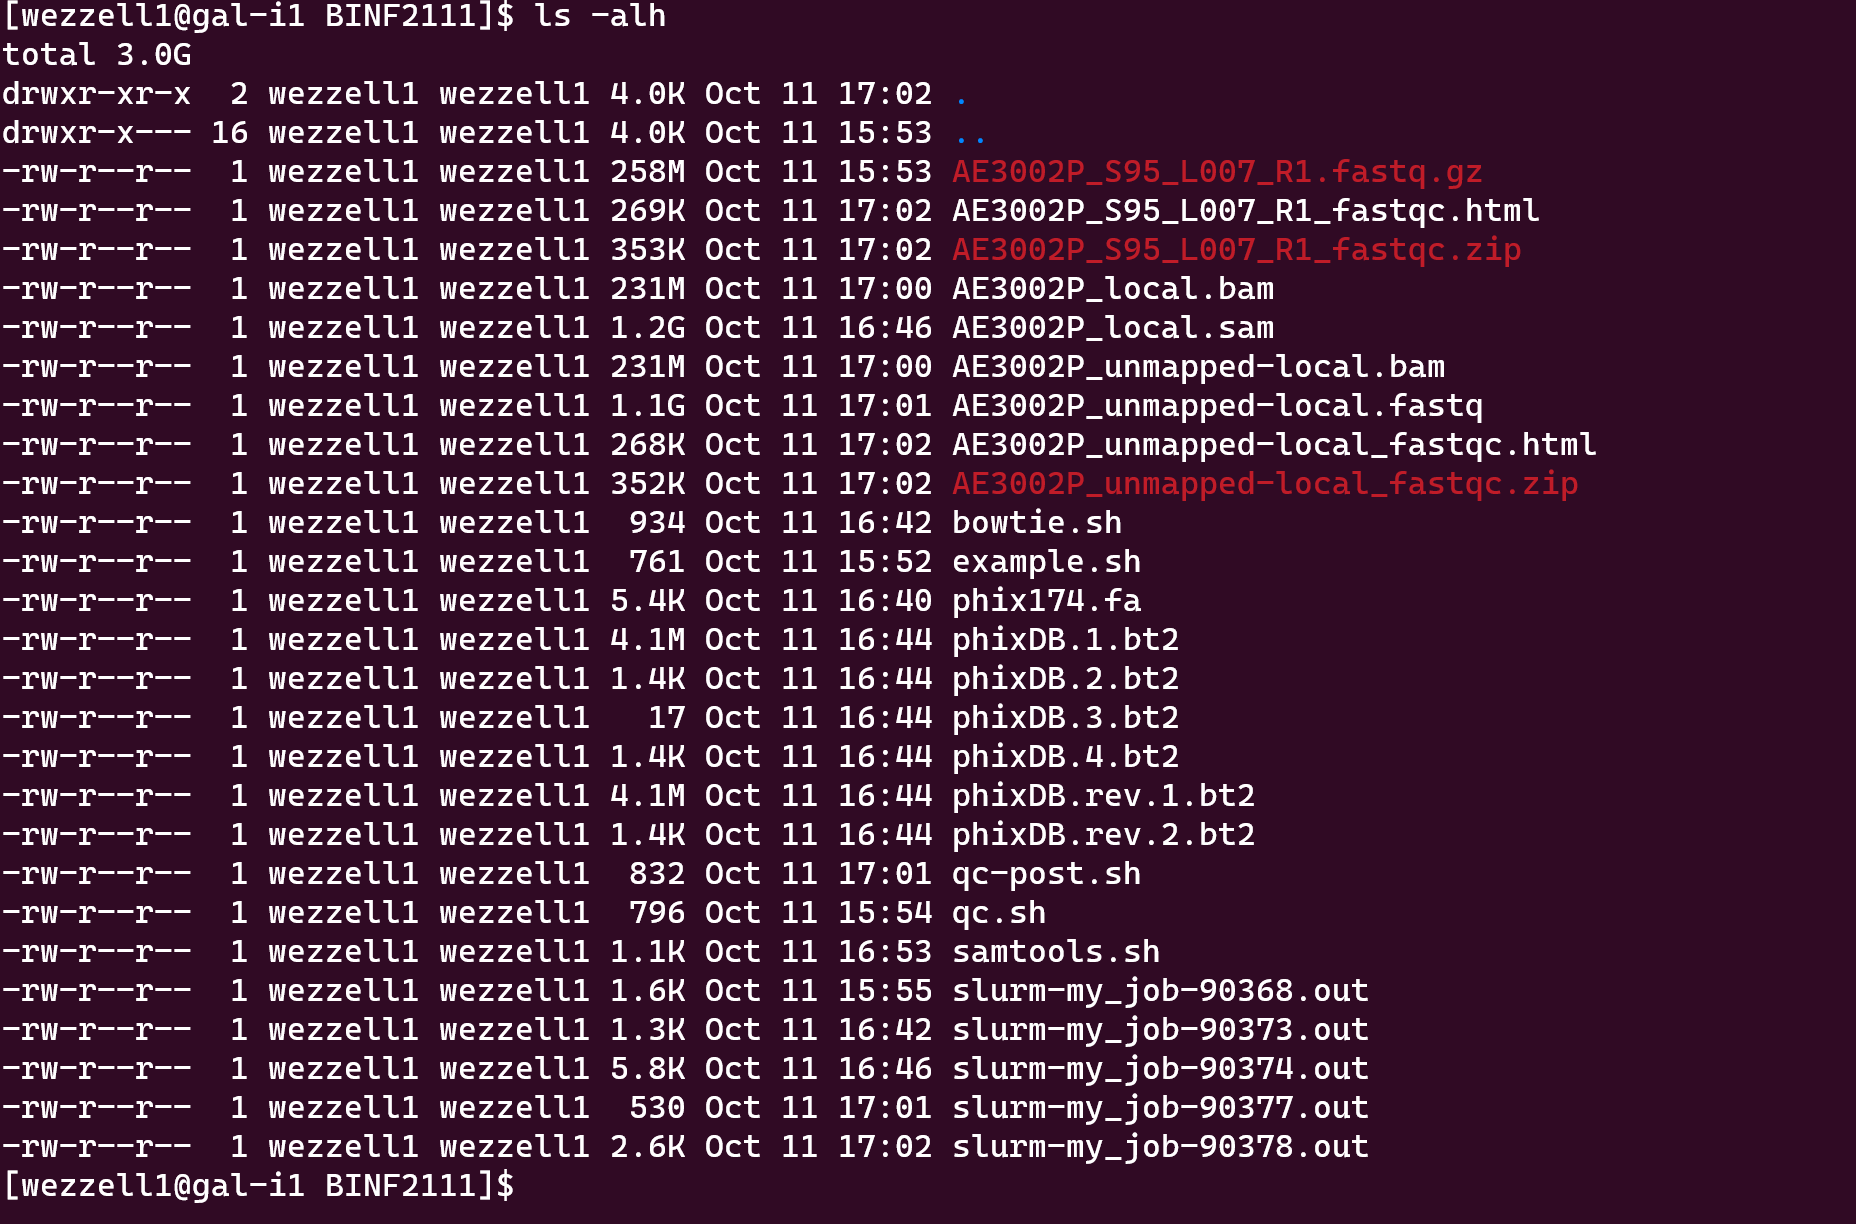 [wezzell1@gal-i1 BINF2111]$ ls -alh
total 3.0G
drwxr-xr-x  2 wezzell1 wezzell1 4.0K Oct 11 17:02 .
drwxr-x--- 16 wezzell1 wezzell1 4.0K Oct 11 15:53 ..
-rw-r--r--  1 wezzell1 wezzell1 258M Oct 11 15:53 AE3002P_S95_L007_R1.fastq.gz
-rw-r--r--  1 wezzell1 wezzell1 269K Oct 11 17:02 AE3002P_S95_L007_R1_fastqc.html
-rw-r--r--  1 wezzell1 wezzell1 353K Oct 11 17:02 AE3002P_S95_L007_R1_fastqc.zip
-rw-r--r--  1 wezzell1 wezzell1 231M Oct 11 17:00 AE3002P_local.bam
-rw-r--r--  1 wezzell1 wezzell1 1.2G Oct 11 16:46 AE3002P_local.sam
-rw-r--r--  1 wezzell1 wezzell1 231M Oct 11 17:00 AE3002P_unmapped-local.bam
-rw-r--r--  1 wezzell1 wezzell1 1.1G Oct 11 17:01 AE3002P_unmapped-local.fastq
-rw-r--r--  1 wezzell1 wezzell1 268K Oct 11 17:02 AE3002P_unmapped-local_fastqc.html
-rw-r--r--  1 wezzell1 wezzell1 352K Oct 11 17:02 AE3002P_unmapped-local_fastqc.zip
-rw-r--r--  1 wezzell1 wezzell1  934 Oct 11 16:42 bowtie.sh
-rw-r--r--  1 wezzell1 wezzell1  761 Oct 11 15:52 example.sh
-rw-r--r--  1 wezzell1 wezzell1 5.4K Oct 11 16:40 phix174.fa
-rw-r--r--  1 wezzell1 wezzell1 4.1M Oct 11 16:44 phixDB.1.bt2
-rw-r--r--  1 wezzell1 wezzell1 1.4K Oct 11 16:44 phixDB.2.bt2
-rw-r--r--  1 wezzell1 wezzell1   17 Oct 11 16:44 phixDB.3.bt2
-rw-r--r--  1 wezzell1 wezzell1 1.4K Oct 11 16:44 phixDB.4.bt2
-rw-r--r--  1 wezzell1 wezzell1 4.1M Oct 11 16:44 phixDB.rev.1.bt2
-rw-r--r--  1 wezzell1 wezzell1 1.4K Oct 11 16:44 phixDB.rev.2.bt2
-rw-r--r--  1 wezzell1 wezzell1  832 Oct 11 17:01 qc-post.sh
-rw-r--r--  1 wezzell1 wezzell1  796 Oct 11 15:54 qc.sh
-rw-r--r--  1 wezzell1 wezzell1 1.1K Oct 11 16:53 samtools.sh
-rw-r--r--  1 wezzell1 wezzell1 1.6K Oct 11 15:55 slurm-my_job-90368.out
-rw-r--r--  1 wezzell1 wezzell1 1.3K Oct 11 16:42 slurm-my_job-90373.out
-rw-r--r--  1 wezzell1 wezzell1 5.8K Oct 11 16:46 slurm-my_job-90374.out
-rw-r--r--  1 wezzell1 wezzell1  530 Oct 11 17:01 slurm-my_job-90377.out
-rw-r--r--  1 wezzell1 wezzell1 2.6K Oct 11 17:02 slurm-my_job-90378.out
[wezzell1@gal-i1 BINF2111]$